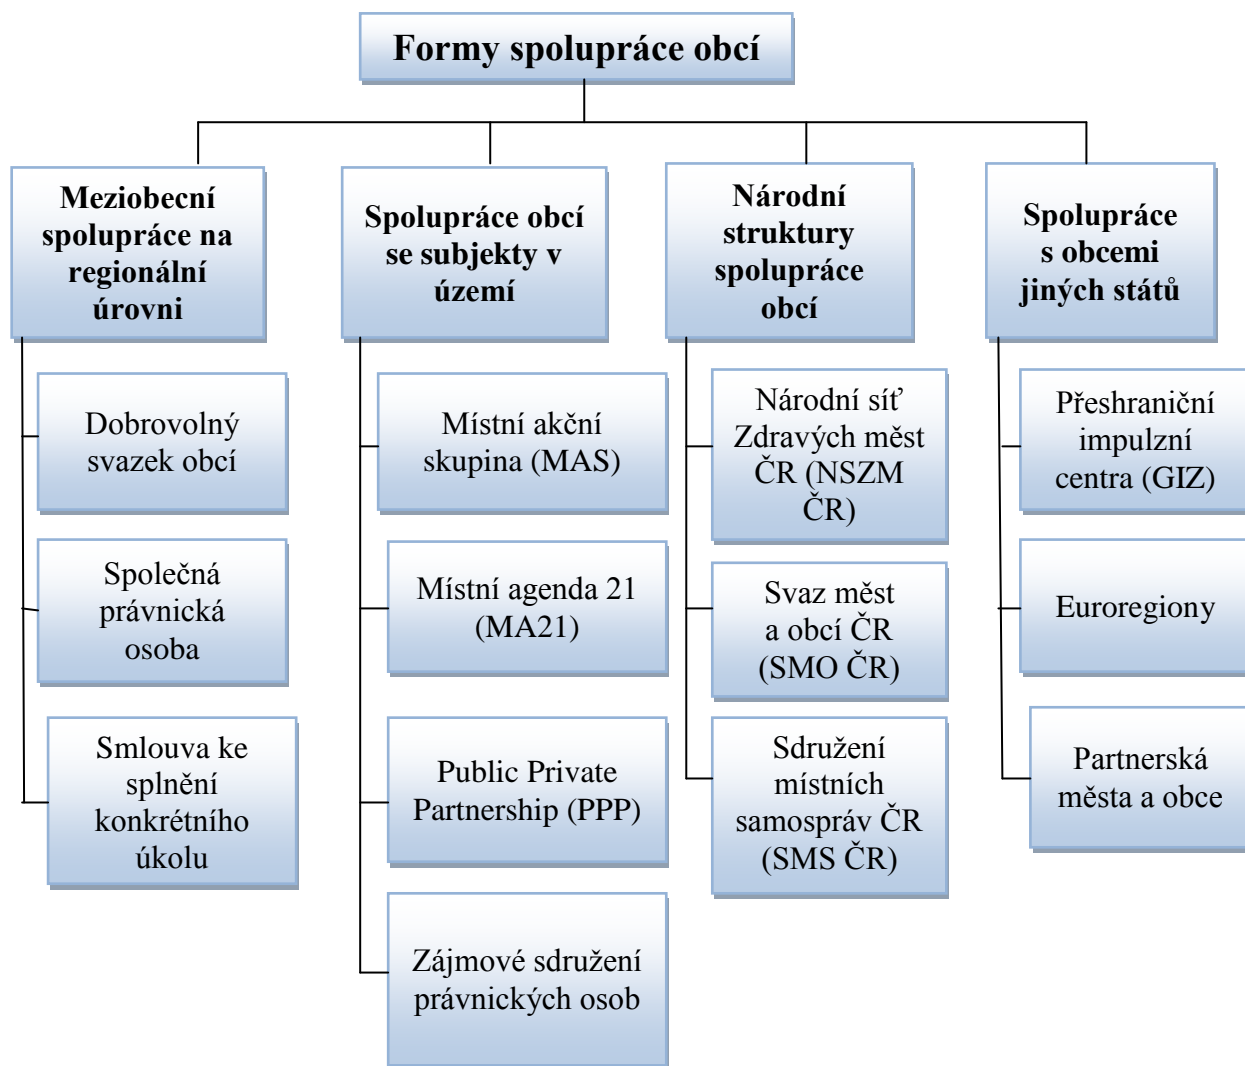 Formy spolupráce obcí
Meziobecní
spolupráce na
regionální
úrovni
Dobrovolný
svazek obcí
Společná
právnická
osoba
Smlouva ke
splnění
konkrétního
úkolu
Spolupráce obcí
se subjekty v
území
Místní akční
skupina (MAS)
Místní agenda 21
(MA21)
Public Private
Partnership (PPP)
Zájmové sdružení
právnických osob
Národní
struktury
spolupráce
obcí
Národní síť
Zdravých měst
ČR (NSZM
ČR)
Svaz měst
a obcí ČR
(SMO ČR)
Sdružení
místních
samospráv ČR
(SMS ČR)
Spolupráce
s obcemi
jiných států
Přeshraniční
impulzní
centra (GIZ)
Euroregiony
Partnerská
města a obce